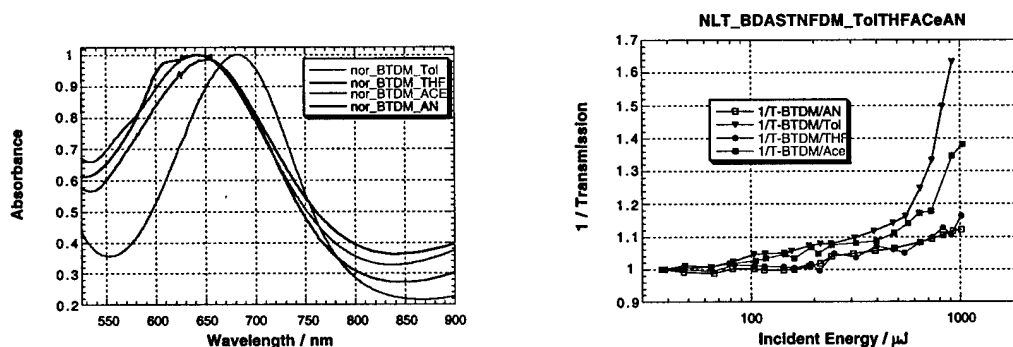 Absorbance
1
0.9
0.8
0.7
0.6
0.5
0.4
0.3
0.2
nor_BTDM_Tol
nor_BTDM_THF
nor_BTDM_ACE
nor_BTDM_AN
550 600 650 700 750 800 850 900
Wavelength / nm
NLT_BDASTNFDM_TolTHFACeAN
1 / Transmission
1.7
1.6
1.5
1.4
1.3
1.2
1.1
1
0.9
1/T-BTDM/AN
1/T-BTDM/Tol
1/T-BTDM/THF
1/T-BTDM/Ace
100 1000
Incident Energy / µJ